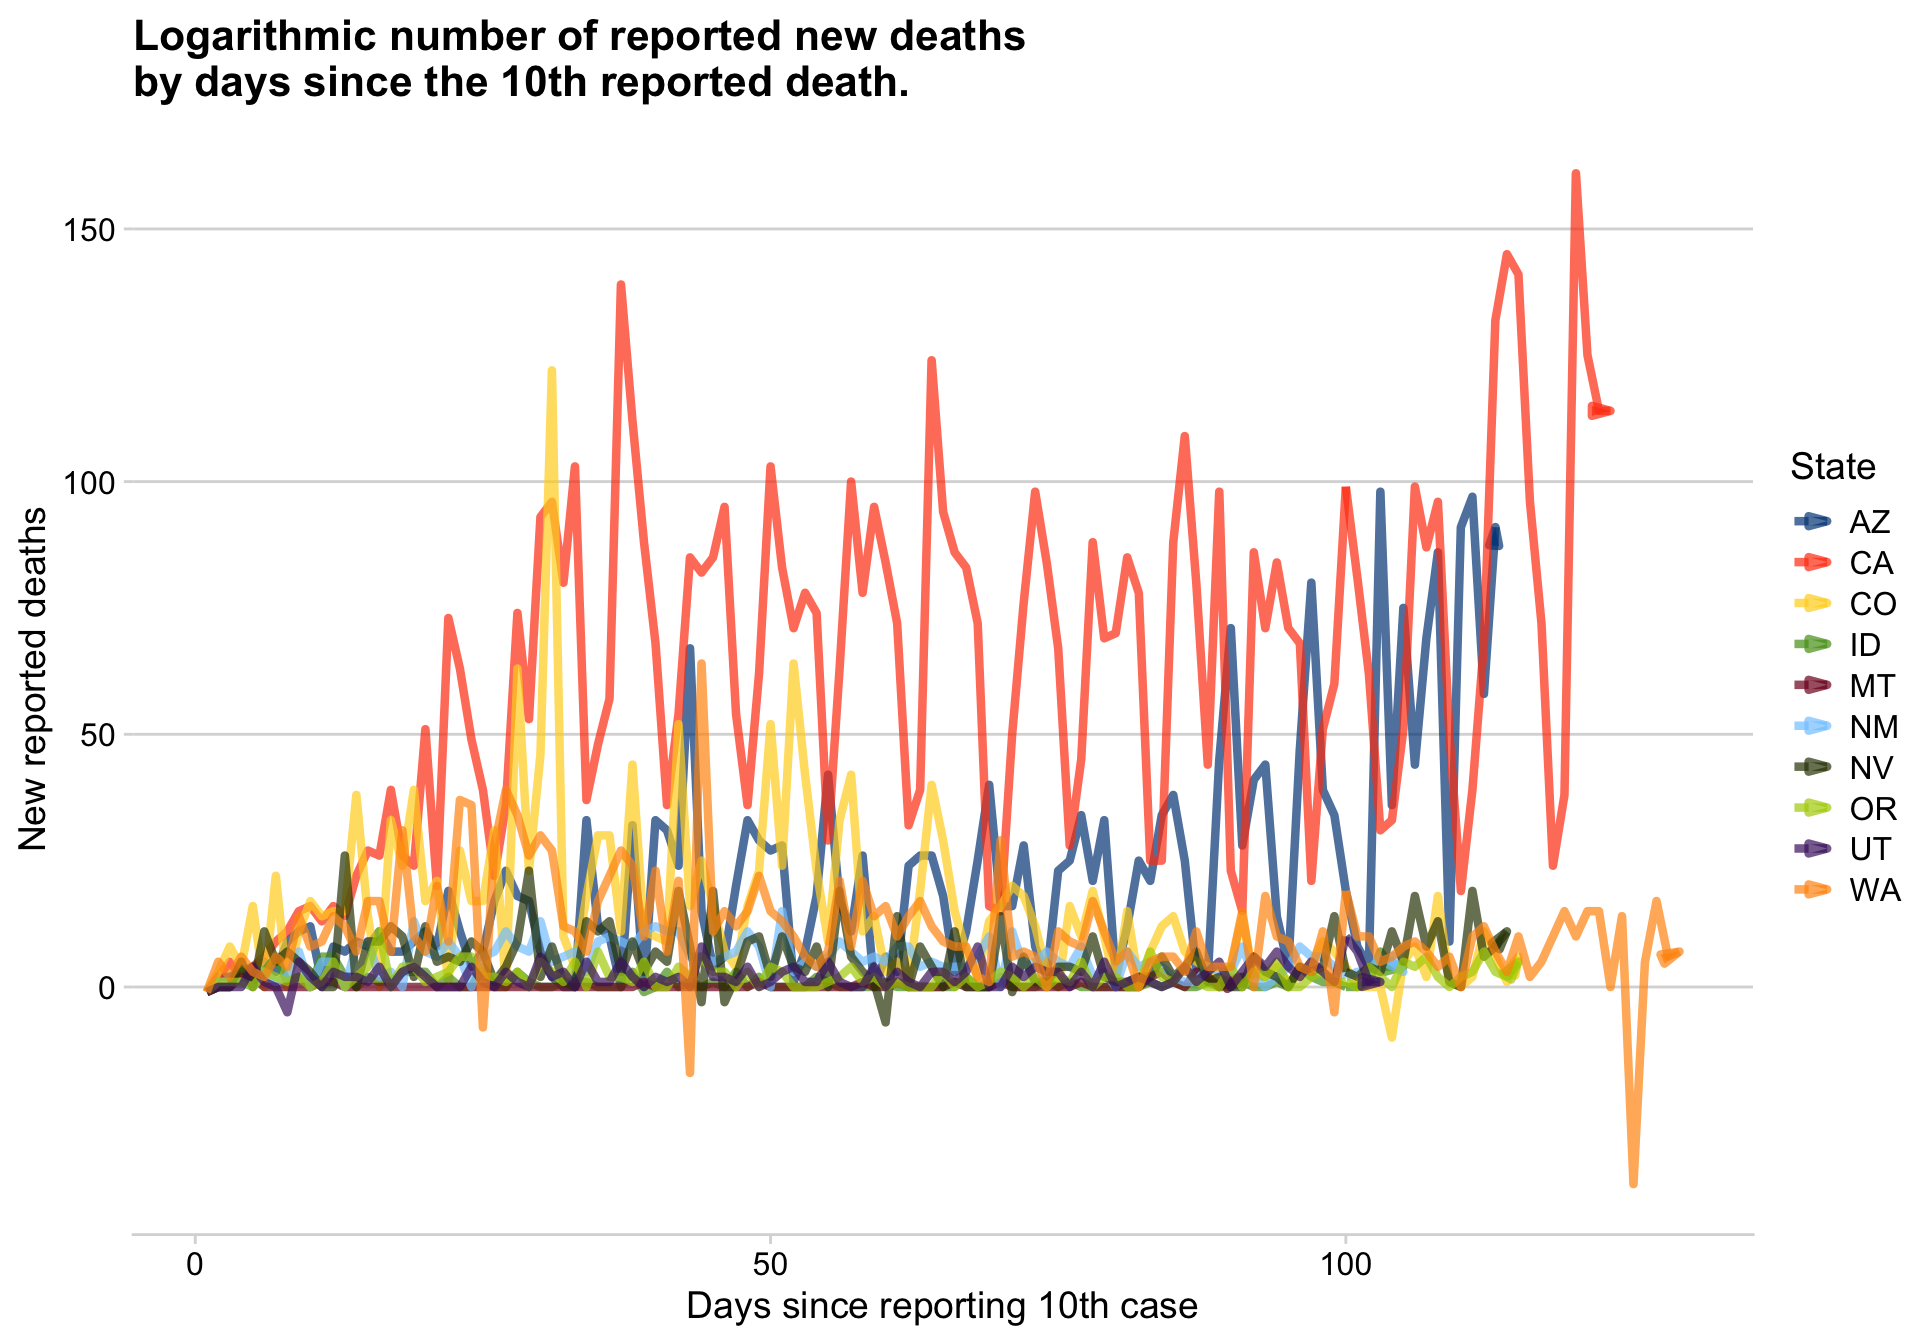 Logarithmic number of reported new deaths
by days since the 10th reported death.
150
100
50
0
New reported deaths
0
50
100
Days since reporting 10th case
State
AZ
CA
CO
ID
MT
NM
NV
OR
UT
WA